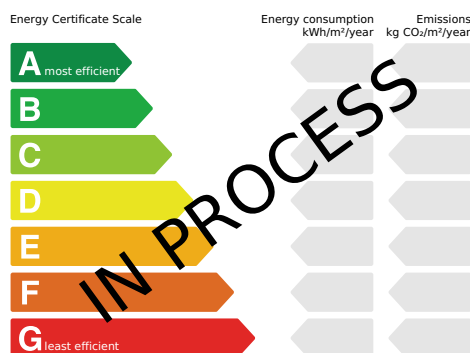 Energy Certificate Scale
Energy consumption
kWh/m²/year
Emissions
kg CO₂/m²/year
A most efficient
B
C
D
E
F
G least efficient
IN PROCESS